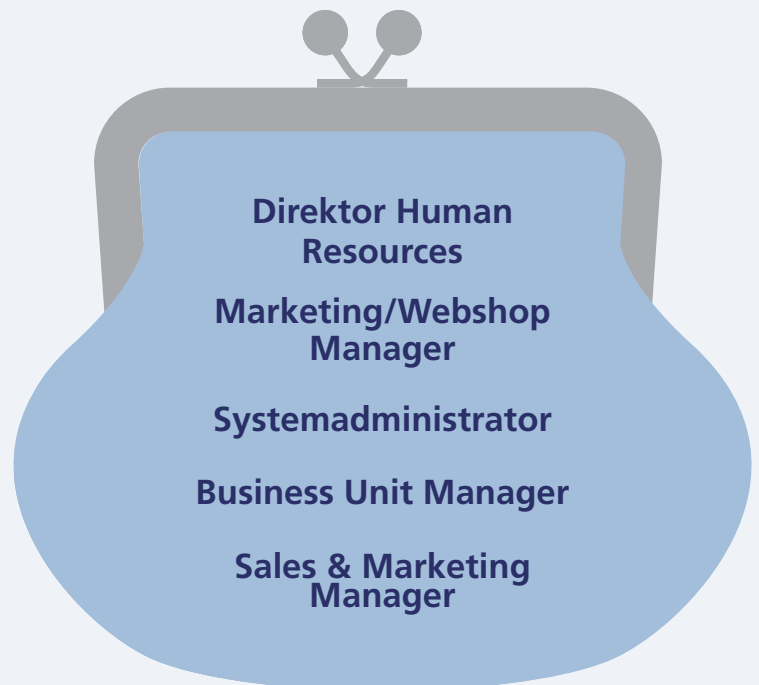 Direktor Human
Resources
Marketing/Webshop
Manager
Systemadministrator
Business Unit Manager
Sales & Marketing
Manager